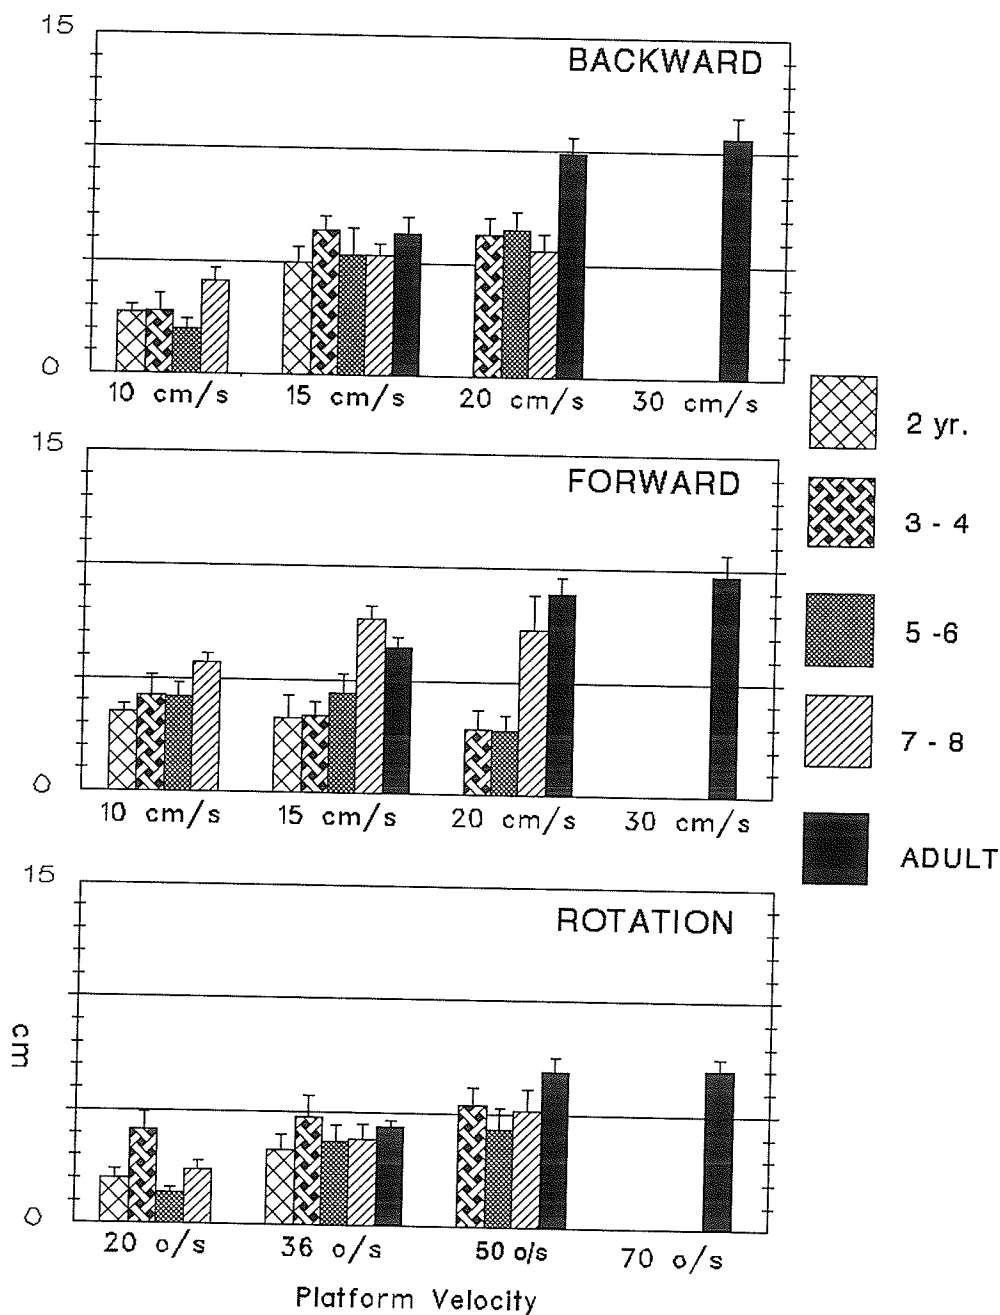 15
BACKWARD
0
10 cm/s 15 cm/s 20 cm/s 30 cm/s
15
FORWARD
0
10 cm/s 15 cm/s 20 cm/s 30 cm/s
15
ROTATION
cm
0
20 o/s 36 o/s 50 o/s 70 o/s
Platform Velocity
2 yr.
3 - 4
5 -6
7 - 8
ADULT